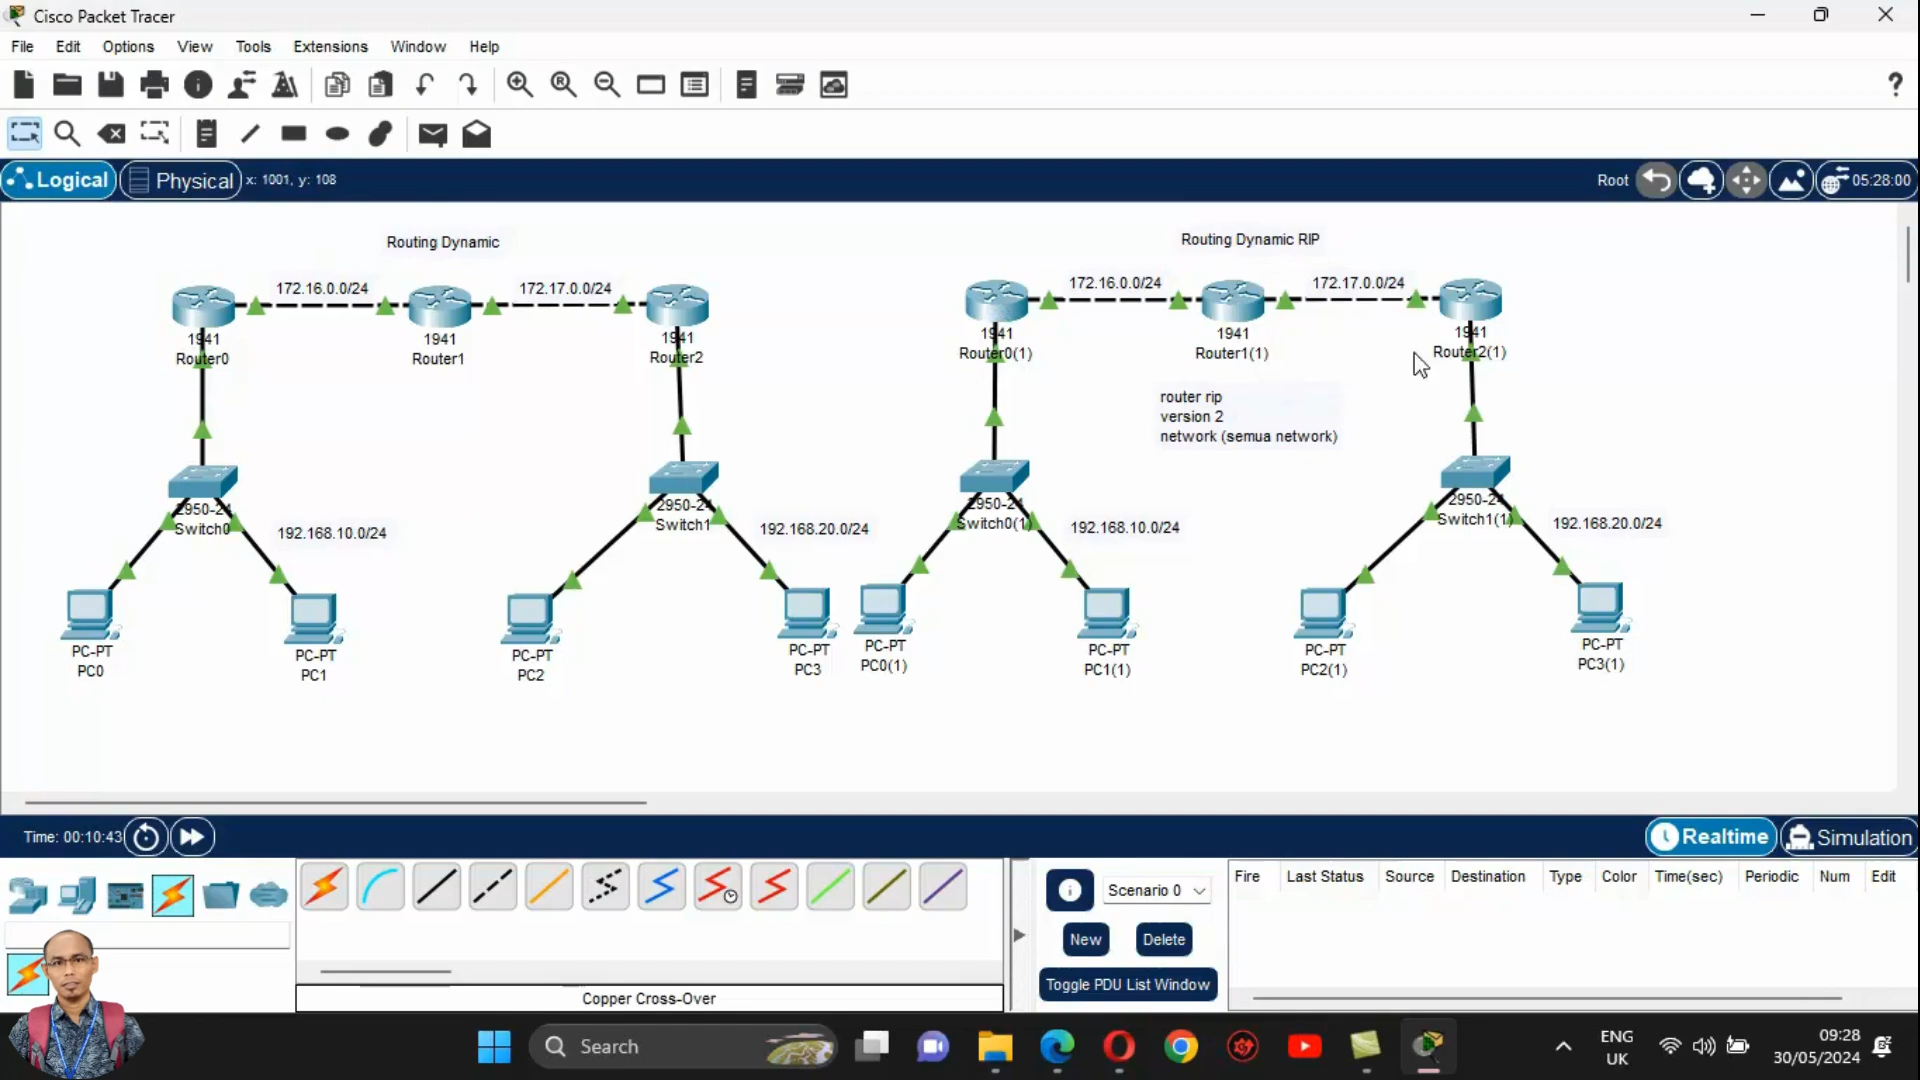 Cisco Packet Tracer
File Edit Options View Tools Extensions Window Help
Logical Physical x: 1001, y: 108 Root 05:28:00
Routing Dynamic
172.16.0.0/24 172.17.0.0/24
1941 1941 1941
Router0 Router1 Router2
2950-24 2950-24
Switch0 Switch1
192.168.10.0/24 192.168.20.0/24
PC-PT PC-PT PC-PT PC-PT
PC0 PC1 PC2 PC3
Routing Dynamic RIP
172.16.0.0/24 172.17.0.0/24
1941 1941 1941
Router0(1) Router1(1) Router2(1)
router rip
version 2
network (semua network)
2950-24 2950-24
Switch0(1) Switch1(1)
192.168.10.0/24 192.168.20.0/24
PC-PT PC-PT PC-PT PC-PT
PC0(1) PC1(1) PC2(1) PC3(1)
Time: 00:10:43 Realtime Simulation
Scenario 0
New Delete
Toggle PDU List Window
Fire Last Status Source Destination Type Color Time(sec) Periodic Num Edit
Copper Cross-Over
Search
ENG
UK
09:28
30/05/2024